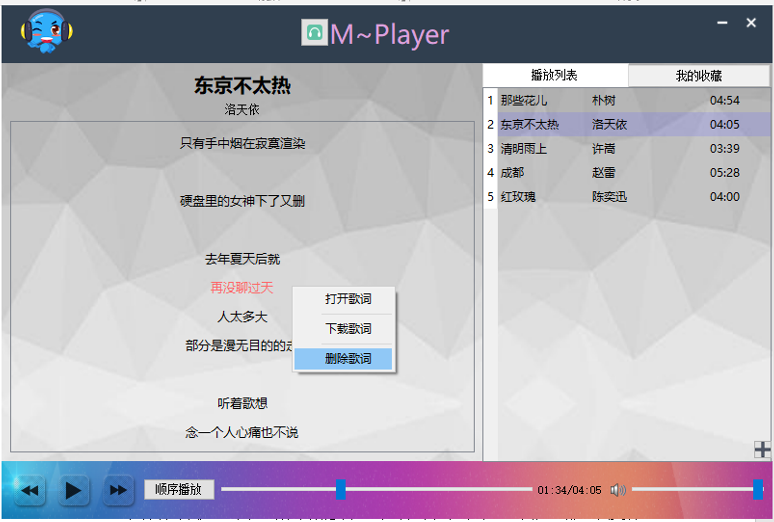 M~Player
东京不太热
洛天依
只有手中烟在寂寞渲染
硬盘里的女神下了又删
去年夏天后就
再没聊过天
人太多大
部分是漫无目的的
听着歌想
念一个人心痛也不说
打开歌词
下载歌词
删除歌词
播放列表 我的收藏
1 那些花儿 朴树 04:54
2 东京不太热 洛天依 04:05
3 清明雨上 许嵩 03:39
4 成都 赵雷 05:28
5 红玫瑰 陈奕迅 04:00
顺序播放 01:34/04:05